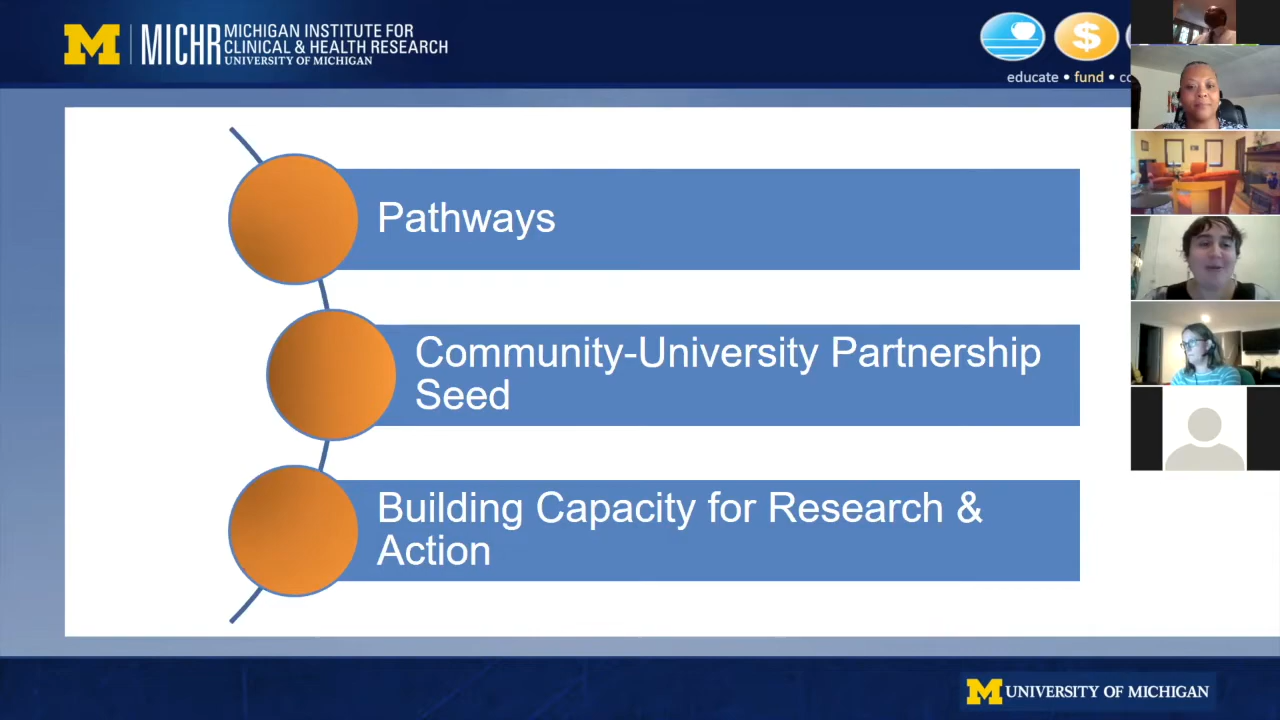 M
MICHR
MICHIGAN INSTITUTE FOR
CLINICAL & HEALTH RESEARCH
UNIVERSITY OF MICHIGAN
$
educate • fund • co
Pathways
Community-University Partnership
Seed
Building Capacity for Research &
Action
M UNIVERSITY OF MICHIGAN